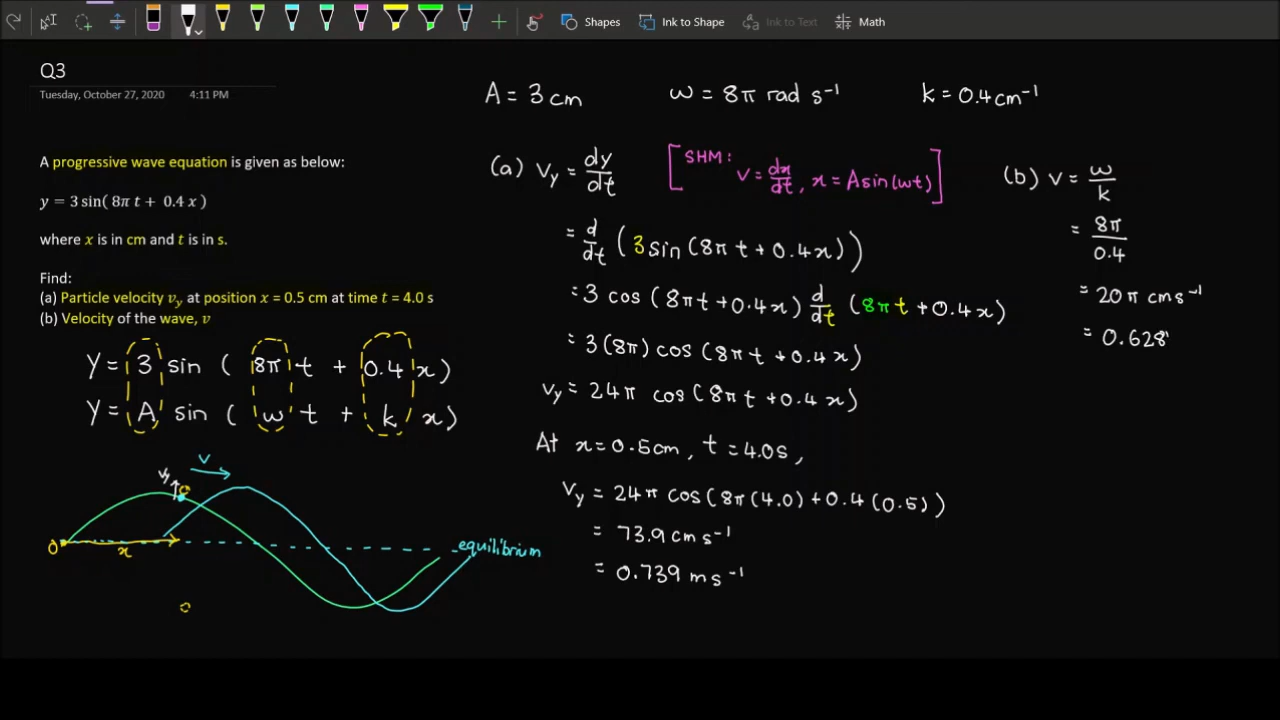 Shapes
Ink to Shape
Ink to Text
Math
Q3
Tuesday, October 27, 2020 4:11 PM
A progressive wave equation is given as below:
y = 3 sin( 8π t + 0.4 x )
where x is in cm and t is in s.
Find:
(a) Particle velocity v_y at position x = 0.5 cm at time t = 4.0 s
(b) Velocity of the wave, v
y = 3 sin ( 8π t + 0.4 x )
y = A sin ( ω t + k x )
v
v_y
equilibrium
O
x
A = 3 cm
ω = 8π rad s⁻¹
k = 0.4 cm⁻¹
(a) v_y = dy/dt
[SHM: v = dx/dt, x = A sin(ωt)]
= d/dt (3 sin (8πt + 0.4x))
= 3 cos (8πt + 0.4x) d/dt (8πt + 0.4x)
= 3(8π) cos (8πt + 0.4x)
v_y = 24π cos(8πt + 0.4x)
At x = 0.5cm, t = 4.0s,
v_y = 24π cos(8π(4.0) + 0.4(0.5))
= 73.9 cm s⁻¹
= 0.739 m s⁻¹
(b) v = ω/k
= 8π/0.4
= 20π cm s⁻¹
= 0.628